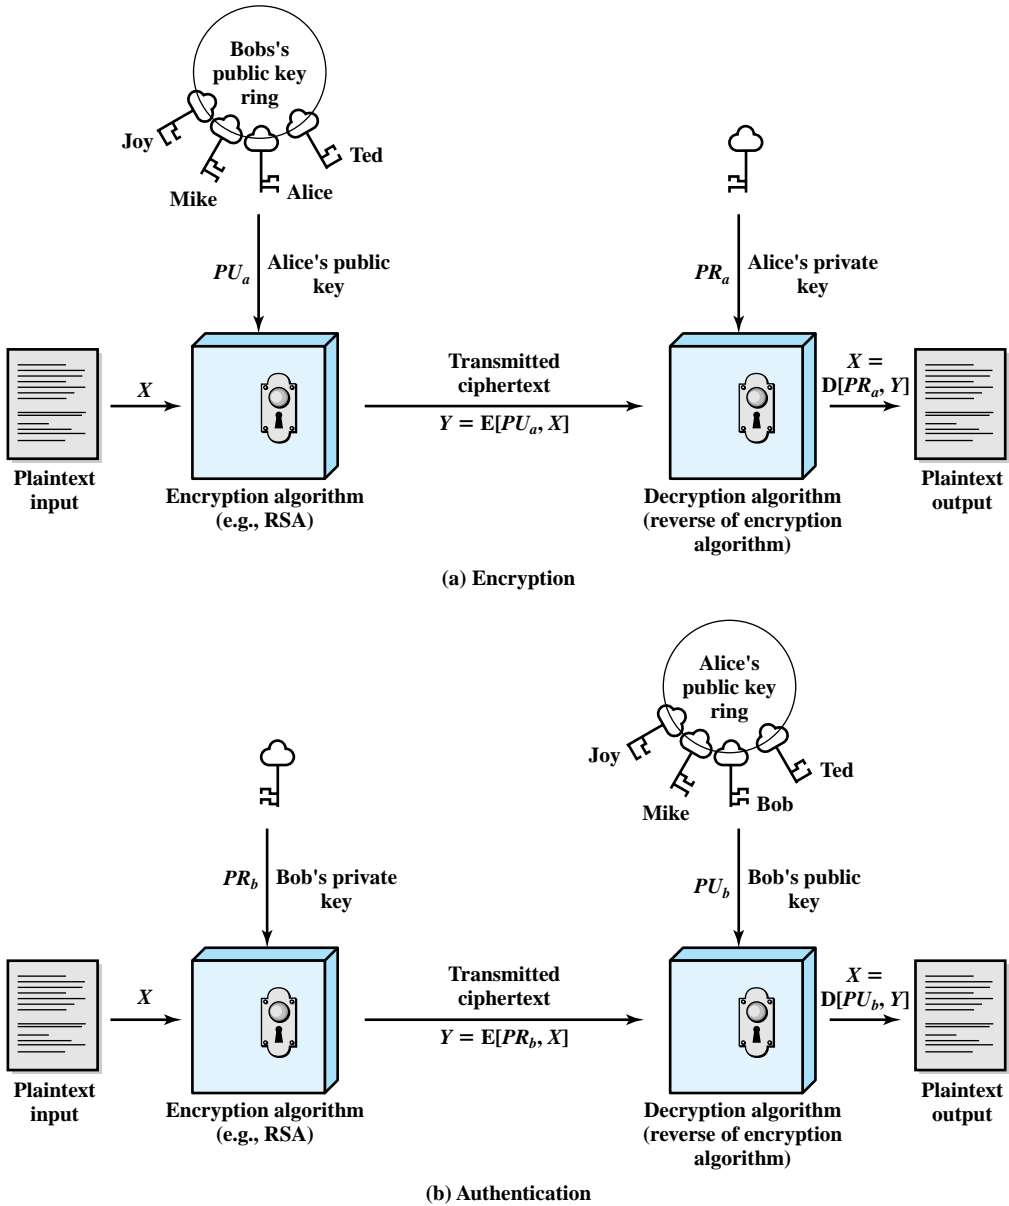 Bobs's
public key
ring
Joy
Mike
Alice
Ted
PUa
Alice's public
key
PRa
Alice's private
key
X
Transmitted
ciphertext
Y = E[PUa, X]
X =
D[PRa, Y]
Plaintext
input
Encryption algorithm
(e.g., RSA)
Decryption algorithm
(reverse of encryption
algorithm)
Plaintext
output
(a) Encryption
Alice's
public key
ring
Joy
Mike
Bob
Ted
PRb
Bob's private
key
PUb
Bob's public
key
X
Transmitted
ciphertext
Y = E[PRb, X]
X =
D[PUb, Y]
Plaintext
input
Encryption algorithm
(e.g., RSA)
Decryption algorithm
(reverse of encryption
algorithm)
Plaintext
output
(b) Authentication